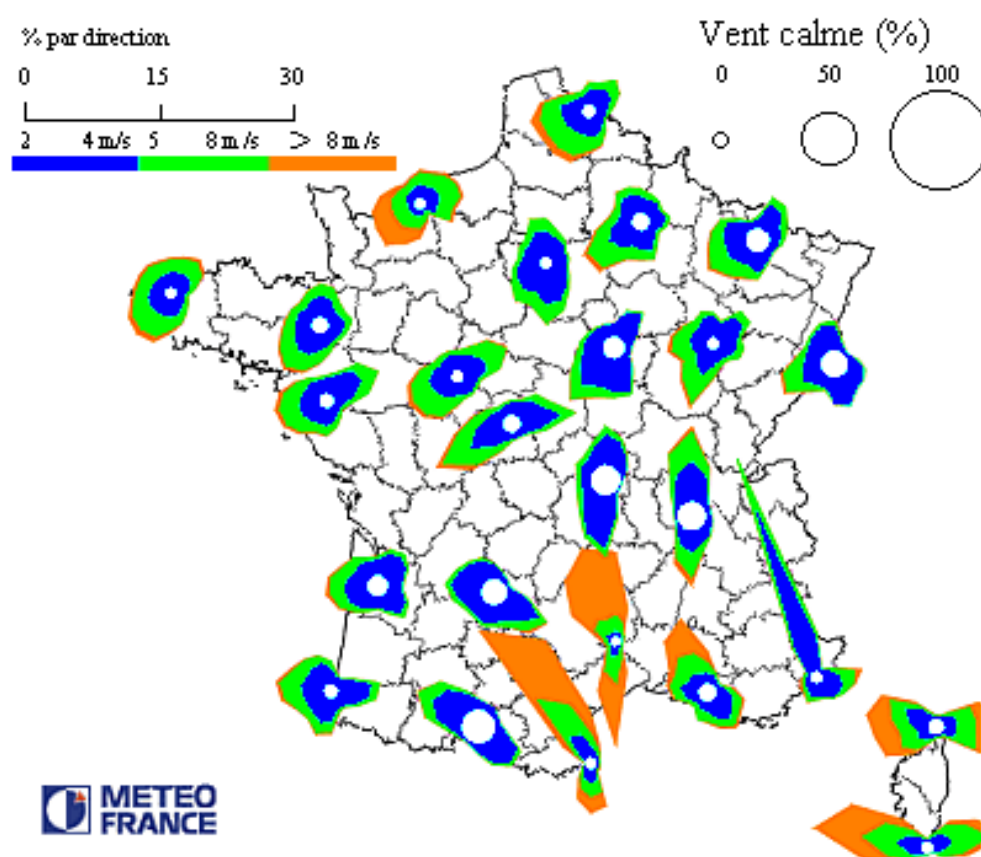 % par direction
0 15 30
2 4 m/s 5 8 m/s > 8 m/s
Vent calme (%)
0 50 100
METEO
FRANCE